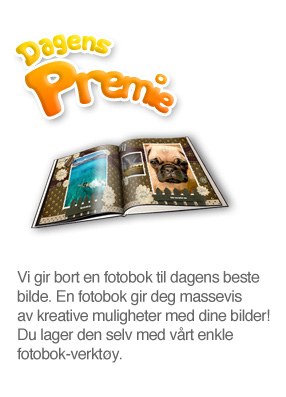 Dagens
Premie
Vi gir bort en fotobok til dagens beste
bilde. En fotobok gir deg massevis
av kreative muligheter med dine bilder!
Du lager den selv med vårt enkle
fotobok-verktøy.